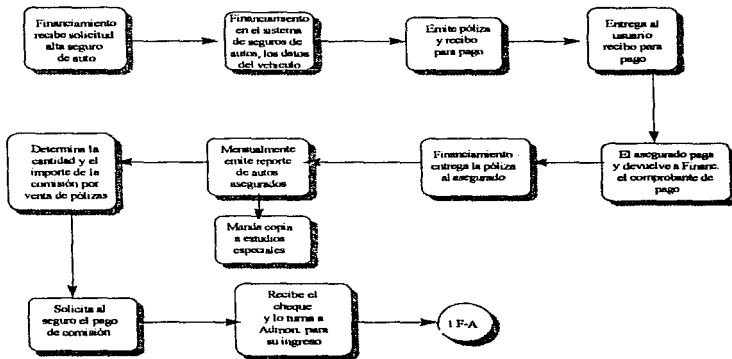 Financiamiento
recibe solicitud
alta seguro
de auto
Financiamiento
en el sistema
de seguros de
autos, los datos
del vehículo
Emite póliza
y recibo
para pago
Entrega al
usuario
recibo para
pago
El asegurado paga
y devuelve a Financ.
el comprobante de
pago
Financiamiento
entrega la póliza
al asegurado
Mensualmente
emite reporte
de autos
asegurados
Manda copia
a estudios
especiales
Determina la
cantidad y el
importe de la
comisión por
venta de pólizas
Solicita al
seguro el pago
de comisión
Recibe el
cheque
y lo turna a
Admon. para
su ingreso
1 F-A